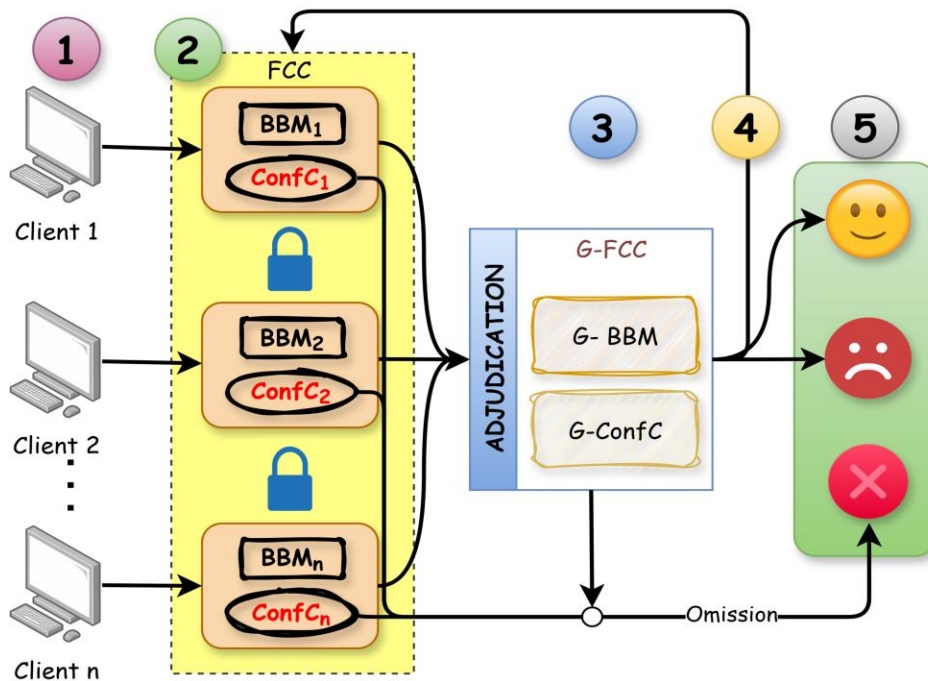 1
2
3
4
5
FCC
BBM₁
ConfC₁
Client 1
BBM₂
ConfC₂
Client 2
BBMₙ
ConfCₙ
Client n
ADJUDICATION
G-FCC
G- BBM
G-ConfC
Omission